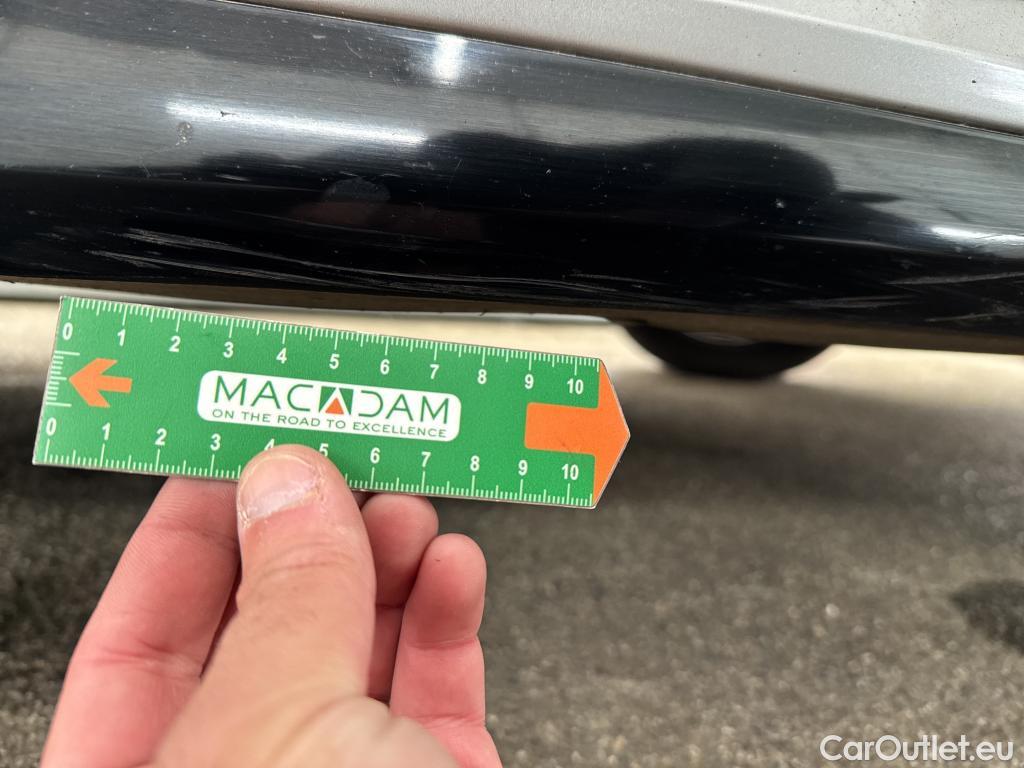 0 1 2 3 4 5 6 7 8 9 10
MACADAM
ON THE ROAD TO EXCELLENCE
0 1 2 3 4 5 6 7 8 9 10
CarOutlet.eu